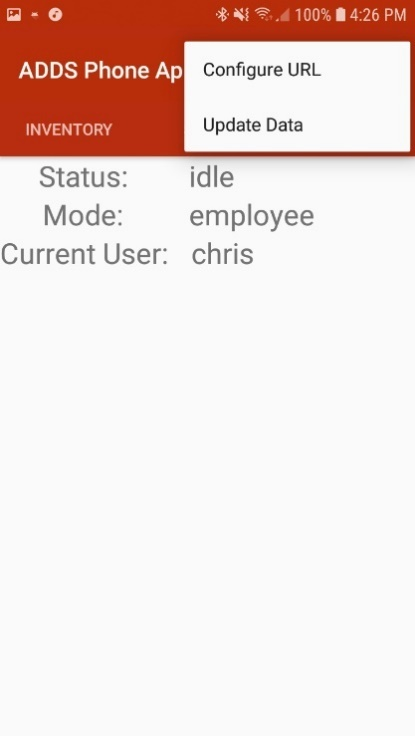 100% 4:26 PM
ADDS Phone Ap
Configure URL
INVENTORY
Update Data
Status: idle
Mode: employee
Current User: chris